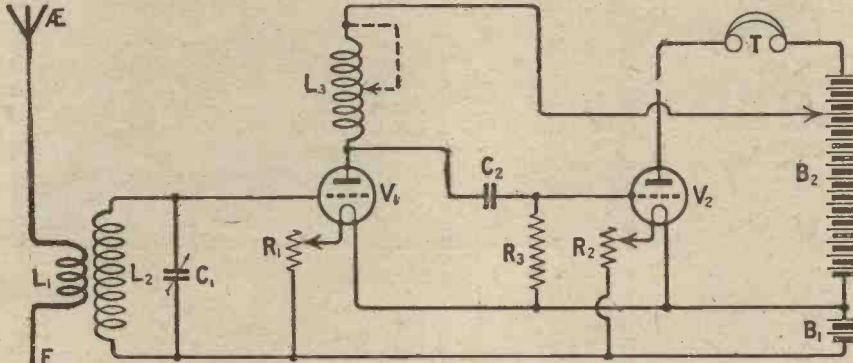 Æ
L₃
T
C₂
V₁
B₂
V₂
R₁
R₃
R₂
L₁
L₂
C₁
B₁
E